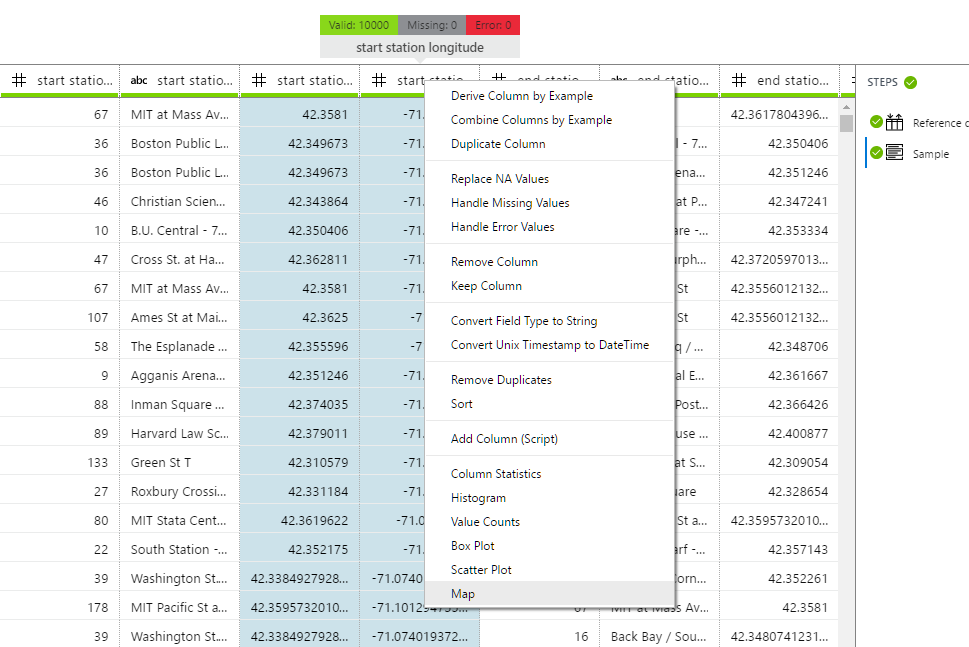 Valid: 10000 Missing: 0 Error: 0
start station longitude
# start statio... abc start statio... # start statio... # start statio... # end statio... abc end statio... # end statio... STEPS
67 MIT at Mass Av... 42.3581 -71. 42.3617804396...
Derive Column by Example
Combine Columns by Example
Duplicate Column
Replace NA Values
Handle Missing Values
Handle Error Values
Remove Column
Keep Column
Convert Field Type to String
Convert Unix Timestamp to DateTime
Remove Duplicates
Sort
Add Column (Script)
Column Statistics
Histogram
Value Counts
Box Plot
Scatter Plot
Map
Reference c
Sample
36 Boston Public L... 42.349673 -71. l - 7... 42.350406
36 Boston Public L... 42.349673 -71. ena... 42.351246
46 Christian Scien... 42.343864 -71. at P... 42.347241
10 B.U. Central - 7... 42.350406 -71. are -... 42.353334
47 Cross St. at Ha... 42.362811 -71. urph... 42.3720597013...
67 MIT at Mass Av... 42.3581 -71. St 42.3556012132...
107 Ames St at Mai... 42.3625 -7 St 42.3556012132...
58 The Esplanade ... 42.355596 -7 q / ... 42.348706
9 Agganis Arena... 42.351246 -71. al E... 42.361667
88 Inman Square ... 42.374035 -71. Post... 42.366426
89 Harvard Law Sc... 42.379011 -71. use ... 42.400877
133 Green St T 42.310579 -71. at S... 42.309054
27 Roxbury Crossi... 42.331184 -71. uare 42.328654
80 MIT Stata Cent... 42.3619622 -71.0 St a... 42.3595732010...
22 South Station -... 42.352175 -71. arf -... 42.357143
39 Washington St.... 42.3384927928... -71.0740 Corn... 42.352261
178 MIT Pacific St a... 42.3595732010... -71.101294753... 67 MIT at Mass Av... 42.3581
39 Washington St.... 42.3384927928... -71.074019372... 16 Back Bay / Sou... 42.3480741231...